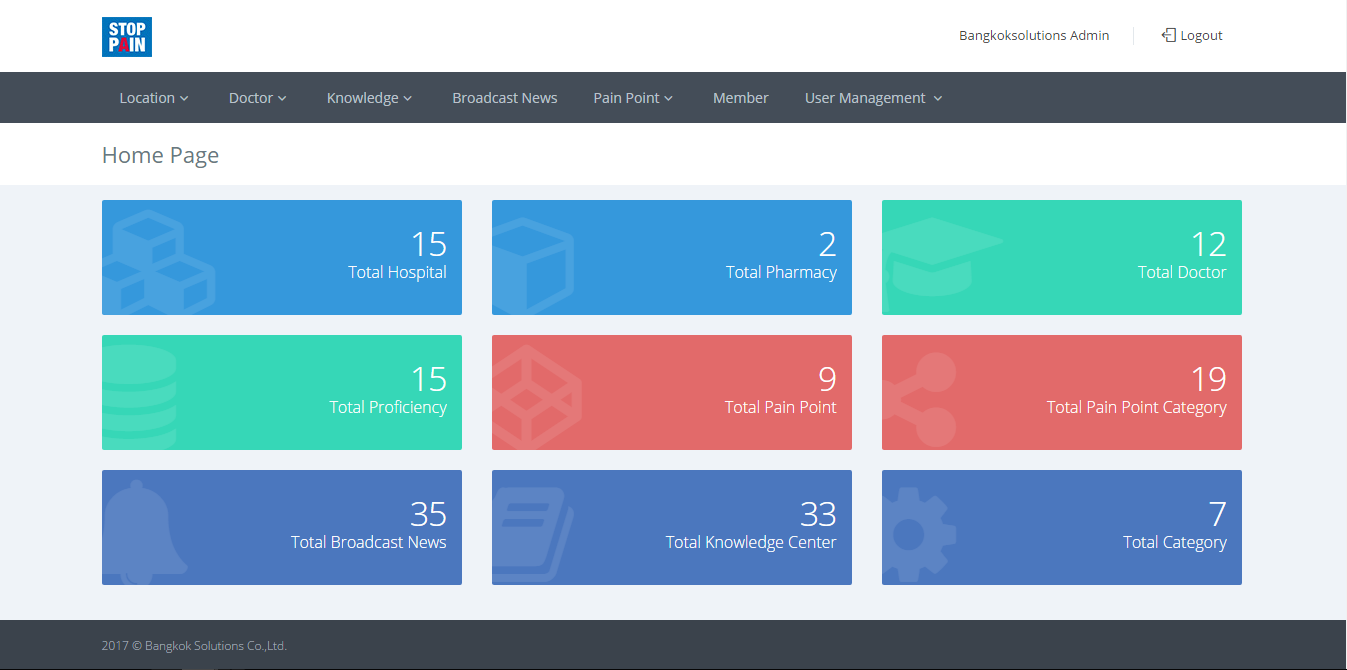 STOP
PAIN
Bangkoksolutions Admin
Logout
Location
Doctor
Knowledge
Broadcast News
Pain Point
Member
User Management
Home Page
15
Total Hospital
2
Total Pharmacy
12
Total Doctor
15
Total Proficiency
9
Total Pain Point
19
Total Pain Point Category
35
Total Broadcast News
33
Total Knowledge Center
7
Total Category
2017 © Bangkok Solutions Co.,Ltd.